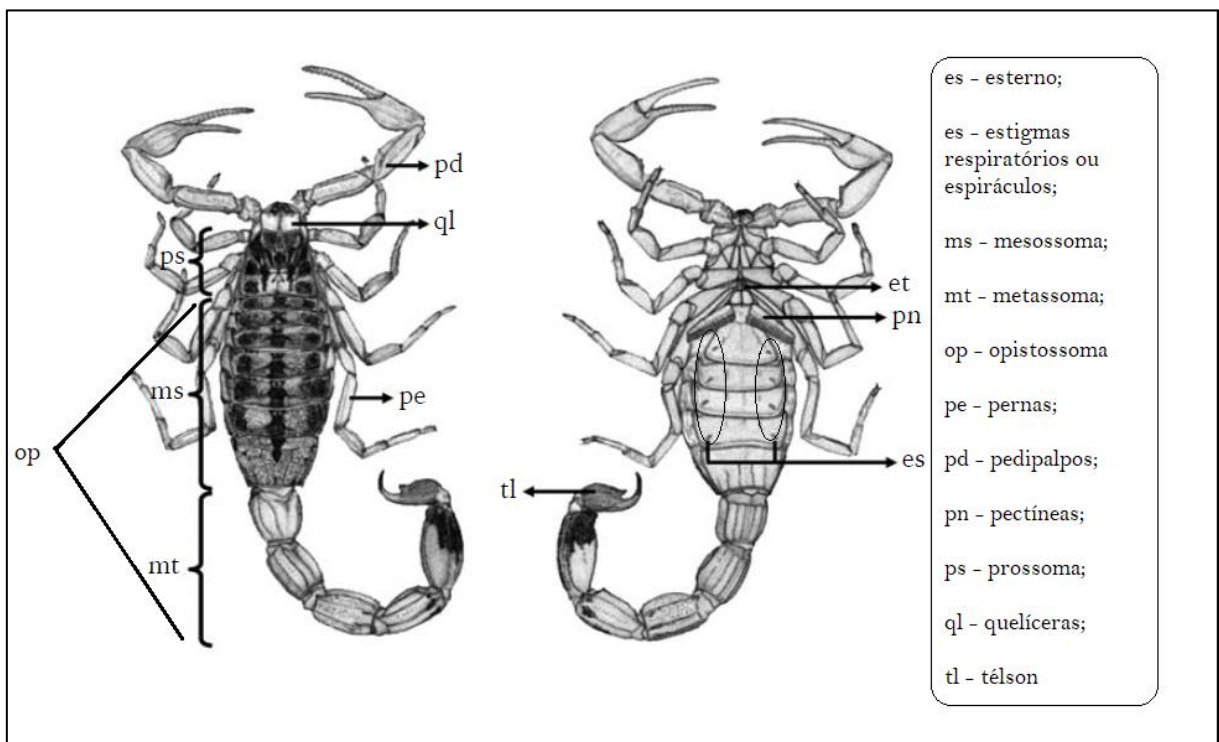 pd
ql
ps
ms
pe
op
mt
et
pn
es
tl
es – esterno;
es – estigmas
respiratórios ou
espiráculos;
ms – mesossoma;
mt – metassoma;
op – opistossoma
pe – pernas;
pd – pedipalpos;
pn – pectíneas;
ps – prossoma;
ql – quelíceras;
tl – télson